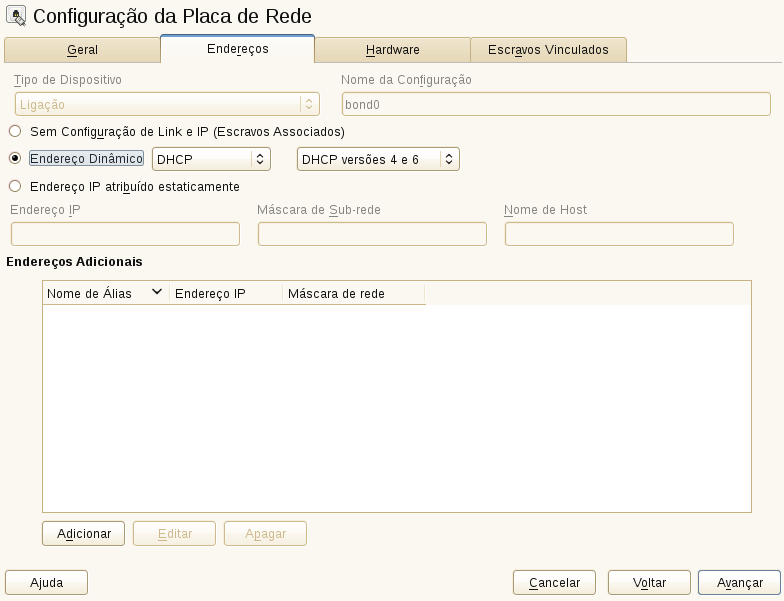 Configuração da Placa de Rede
Geral
Endereços
Hardware
Escravos Vinculados
Tipo de Dispositivo
Nome da Configuração
Ligação
bond0
Sem Configuração de Link e IP (Escravos Associados)
Endereço Dinâmico
DHCP
DHCP versões 4 e 6
Endereço IP atribuído estaticamente
Endereço IP
Máscara de Sub-rede
Nome de Host
Endereços Adicionais
Nome de Álias
Endereço IP
Máscara de rede
Adicionar
Editar
Apagar
Ajuda
Cancelar
Voltar
Avançar